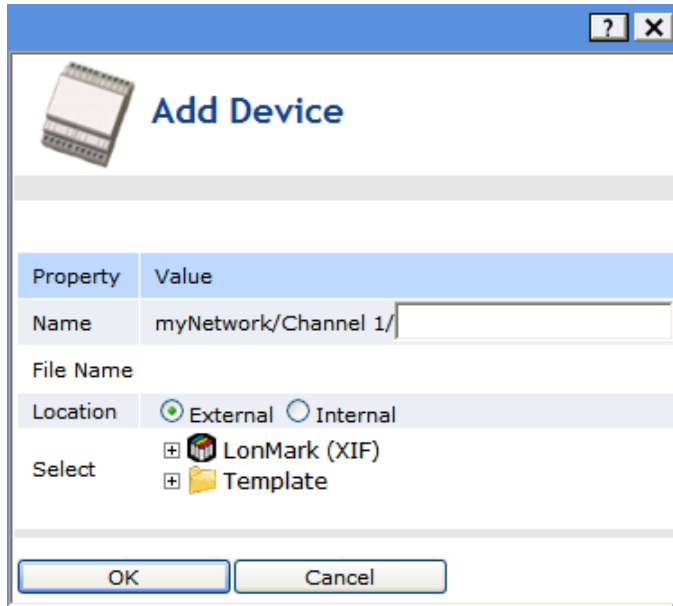 ?
Add Device
Property Value
Name myNetwork/Channel 1/
File Name
Location External Internal
Select LonMark (XIF)
Template
OK Cancel